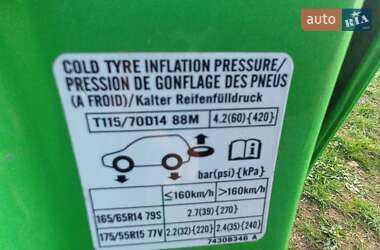 auto RIA.com
COLD TYRE INFLATION PRESSURE/
PRESSION DE GONFLAGE DES PNEUS
(A FROID)/Kalter Reifenfülldruck
T115/70D14 88M 4.2(60){420}
bar(psi){kPa}
≤160km/h >160km/h
165/65R14 79S 2.7(39){270}
175/55R15 77V 2.2(32){220} 2.4(35){240}
74308346 A